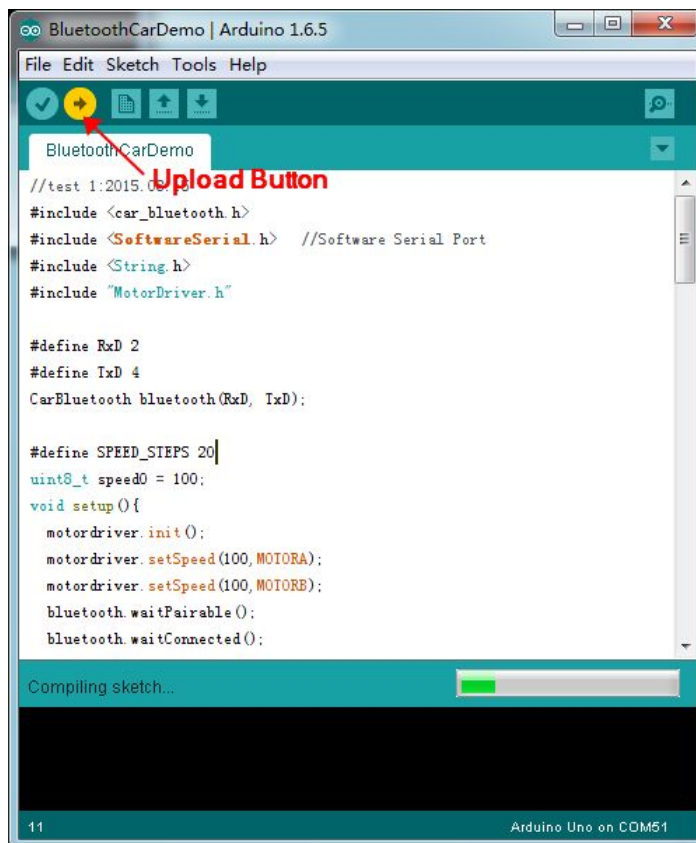 BluetoothCarDemo | Arduino 1.6.5
File Edit Sketch Tools Help
BluetoothCarDemo
Upload Button
//test 1:2015.0
#include <car_bluetooth.h>
#include <SoftwareSerial.h> //Software Serial Port
#include <String.h>
#include "MotorDriver.h"
#define RxD 2
#define TxD 4
CarBluetooth bluetooth(RxD, TxD);
#define SPEED_STEPS 20
uint8_t speed0 = 100;
void setup(){
motordriver.init();
motordriver.setSpeed(100,MOTORA);
motordriver.setSpeed(100,MOTORB);
bluetooth.waitPairable();
bluetooth.waitConnected();
Compiling sketch...
11
Arduino Uno on COM51